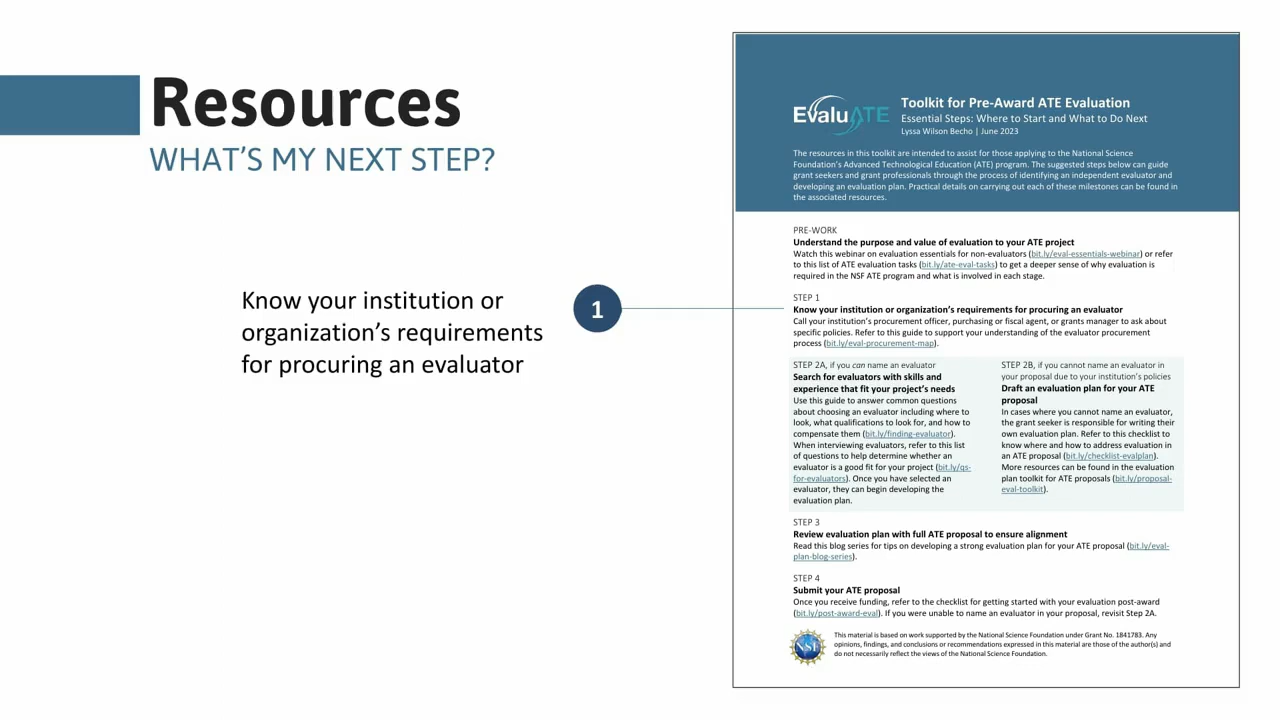 Resources
WHAT'S MY NEXT STEP?
Know your institution or
organization's requirements
for procuring an evaluator
1
EvaluATE
Toolkit for Pre-Award ATE Evaluation
Essential Steps: Where to Start and What to Do Next
Lyssa Wilson Becho | June 2023
The resources in this toolkit are intended to assist for those applying to the National Science
Foundation's Advanced Technological Education (ATE) program. The suggested steps below can guide
grant seekers and grant professionals through the process of identifying an independent evaluator and
developing an evaluation plan. Practical details on carrying out each of these milestones can be found in
the associated resources.
PRE-WORK
Understand the purpose and value of evaluation to your ATE project
Watch this webinar on evaluation essentials for non-evaluators (bit.ly/eval-essentials-webinar) or refer
to this list of ATE evaluation tasks (bit.ly/ate-eval-tasks) to get a deeper sense of why evaluation is
required in the NSF ATE program and what is involved in each stage.
STEP 1
Know your institution or organization's requirements for procuring an evaluator
Call your institution's procurement officer, purchasing or fiscal agent, or grants manager to ask about
specific policies. Refer to this guide to support your understanding of the evaluator procurement
process (bit.ly/eval-procurement-map).
STEP 2A, if you can name an evaluator
Search for evaluators with skills and
experience that fit your project's needs
Use this guide to answer common questions
about choosing an evaluator including where to
look, what qualifications to look for, and how to
compensate them (bit.ly/finding-evaluator).
When interviewing evaluators, refer to this list
of questions to help determine whether an
evaluator is a good fit for your project (bit.ly/qs-
for-evaluators). Once you have selected an
evaluator, they can begin developing the
evaluation plan.
STEP 2B, if you cannot name an evaluator in
your proposal due to your institution's policies
Draft an evaluation plan for your ATE
proposal
In cases where you cannot name an evaluator,
the grant seeker is responsible for writing their
own evaluation plan. Refer to this checklist to
know where and how to address evaluation in
an ATE proposal (bit.ly/checklist-evalplan).
More resources can be found in the evaluation
plan toolkit for ATE proposals (bit.ly/proposal-
eval-toolkit).
STEP 3
Review evaluation plan with full ATE proposal to ensure alignment
Read this blog series for tips on developing a strong evaluation plan for your ATE proposal (bit.ly/eval-
plan-blog-series).
STEP 4
Submit your ATE proposal
Once you receive funding, refer to the checklist for getting started with your evaluation post-award
(bit.ly/post-award-eval). If you were unable to name an evaluator in your proposal, revisit Step 2A.
NSF
This material is based on work supported by the National Science Foundation under Grant No. 1841783. Any
opinions, findings, and conclusions or recommendations expressed in this material are those of the author(s) and
do not necessarily reflect the views of the National Science Foundation.